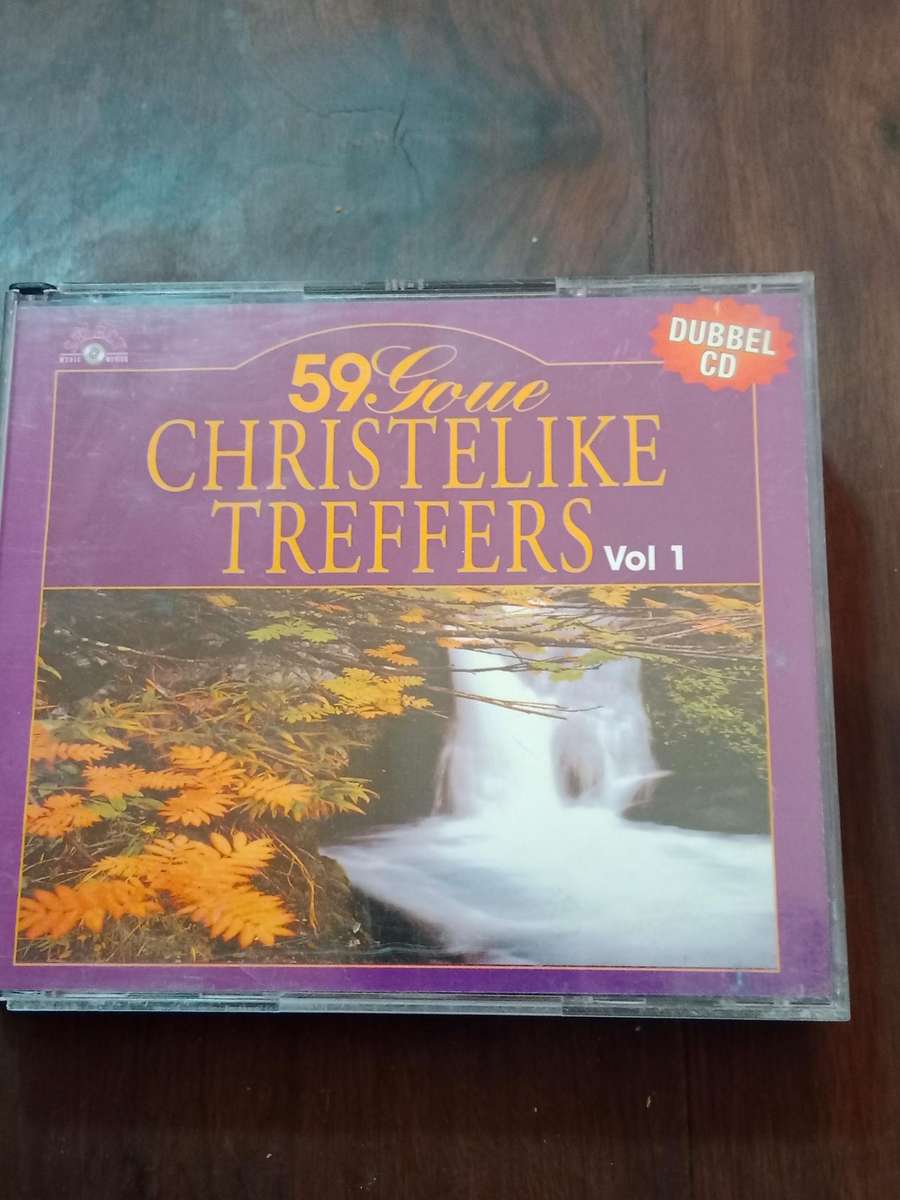 DUBBEL
CD
59 Goue
CHRISTELIKE
TREFFERS Vol 1